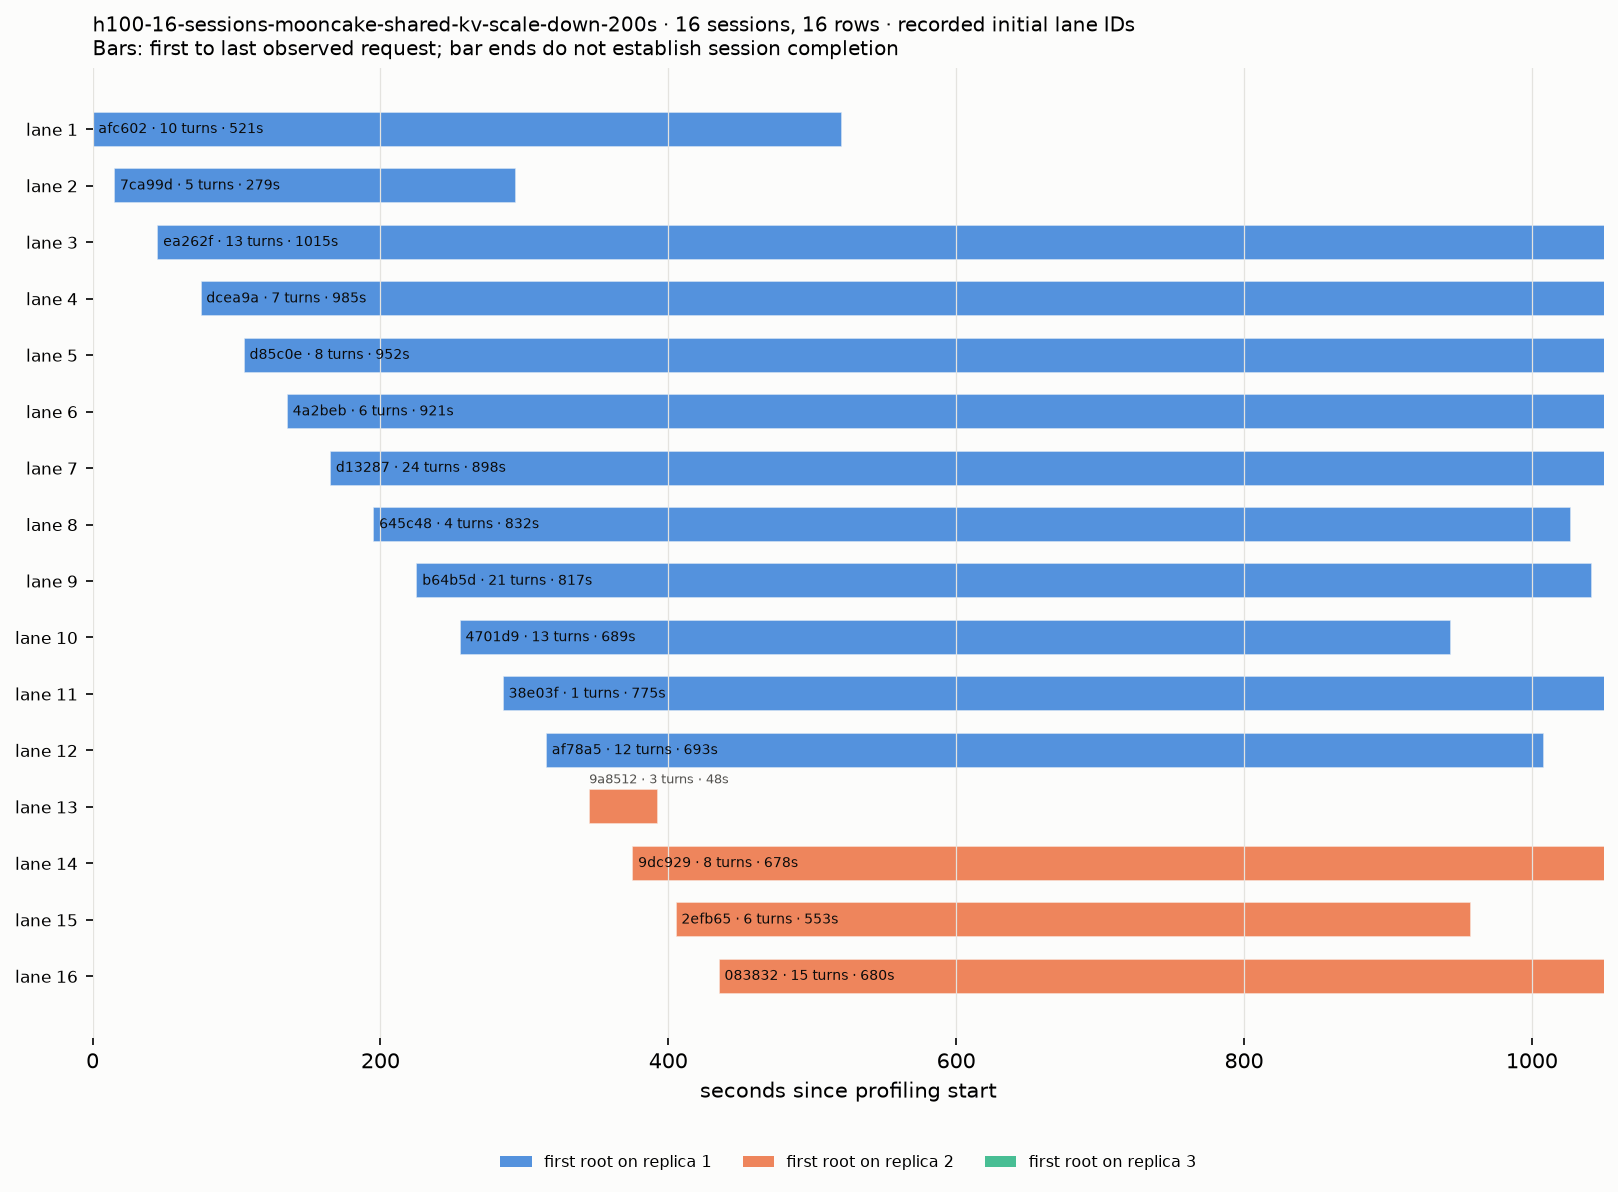 h100-16-sessions-mooncake-shared-kv-scale-down-200s · 16 sessions, 16 rows · recorded initial lane IDs
Bars: first to last observed request; bar ends do not establish session completion
lane 1
afc602 · 10 turns · 521s
lane 2
7ca99d · 5 turns · 279s
lane 3
ea262f · 13 turns · 1015s
lane 4
dcea9a · 7 turns · 985s
lane 5
d85c0e · 8 turns · 952s
lane 6
4a2beb · 6 turns · 921s
lane 7
d13287 · 24 turns · 898s
lane 8
645c48 · 4 turns · 832s
lane 9
b64b5d · 21 turns · 817s
lane 10
4701d9 · 13 turns · 689s
lane 11
38e03f · 1 turns · 775s
lane 12
af78a5 · 12 turns · 693s
9a8512 · 3 turns · 48s
lane 13
lane 14
9dc929 · 8 turns · 678s
lane 15
2efb65 · 6 turns · 553s
lane 16
083832 · 15 turns · 680s
0 200 400 600 800 1000
seconds since profiling start
first root on replica 1 first root on replica 2 first root on replica 3